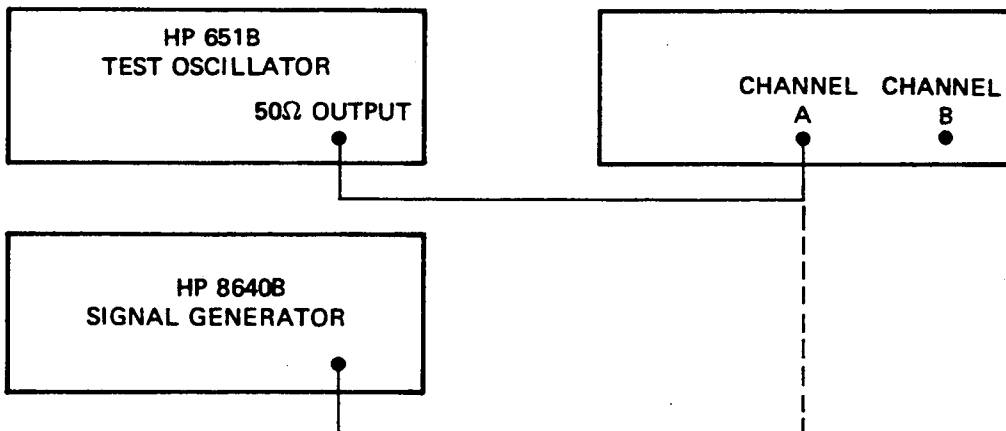 HP 651B
TEST OSCILLATOR
50Ω OUTPUT
CHANNEL CHANNEL
A B
HP 8640B
SIGNAL GENERATOR